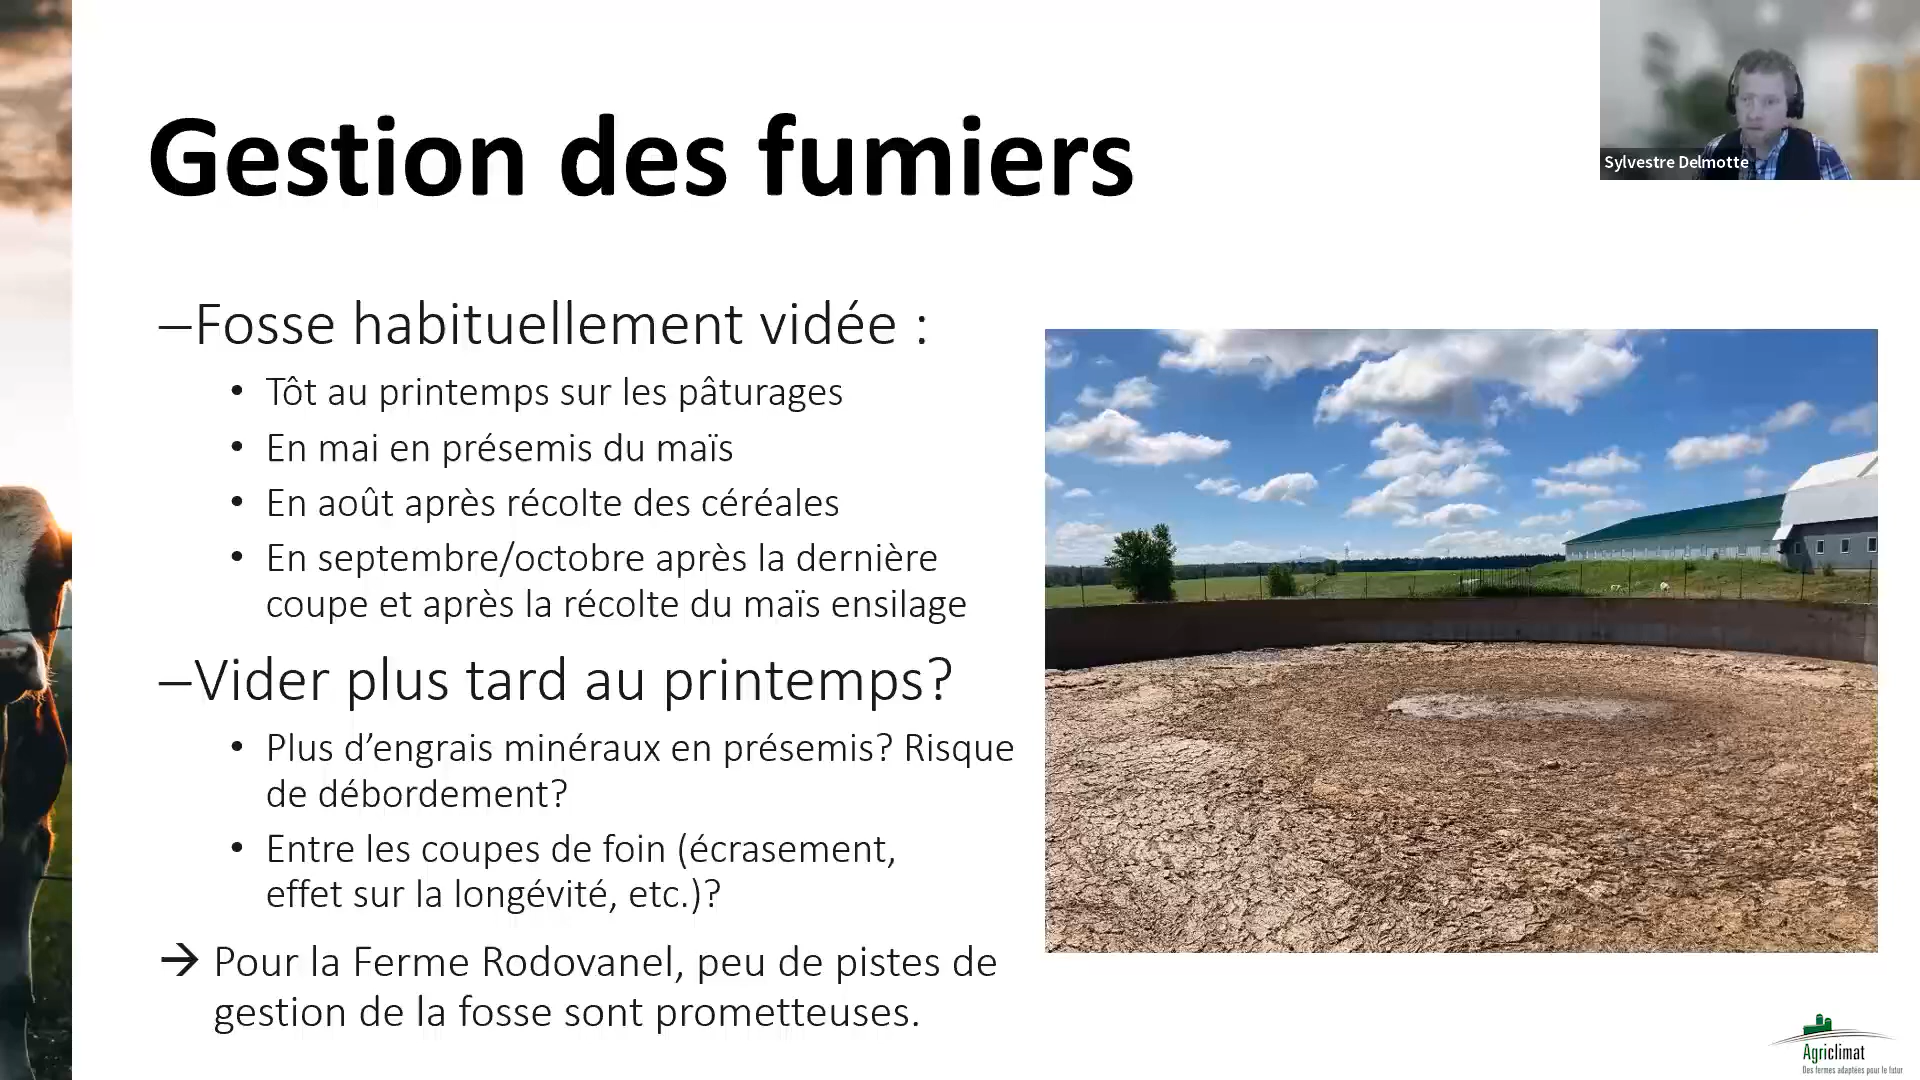 Gestion des fumiers
Sylvestre Delmotte
–Fosse habituellement vidée :
• Tôt au printemps sur les pâturages
• En mai en présemis du maïs
• En août après récolte des céréales
• En septembre/octobre après la dernière
coupe et après la récolte du maïs ensilage
–Vider plus tard au printemps?
• Plus d’engrais minéraux en présemis? Risque
de débordement?
• Entre les coupes de foin (écrasement,
effet sur la longévité, etc.)?
→ Pour la Ferme Rodovanel, peu de pistes de
gestion de la fosse sont prometteuses.
Agriclimat
Des fermes adaptées pour le futur